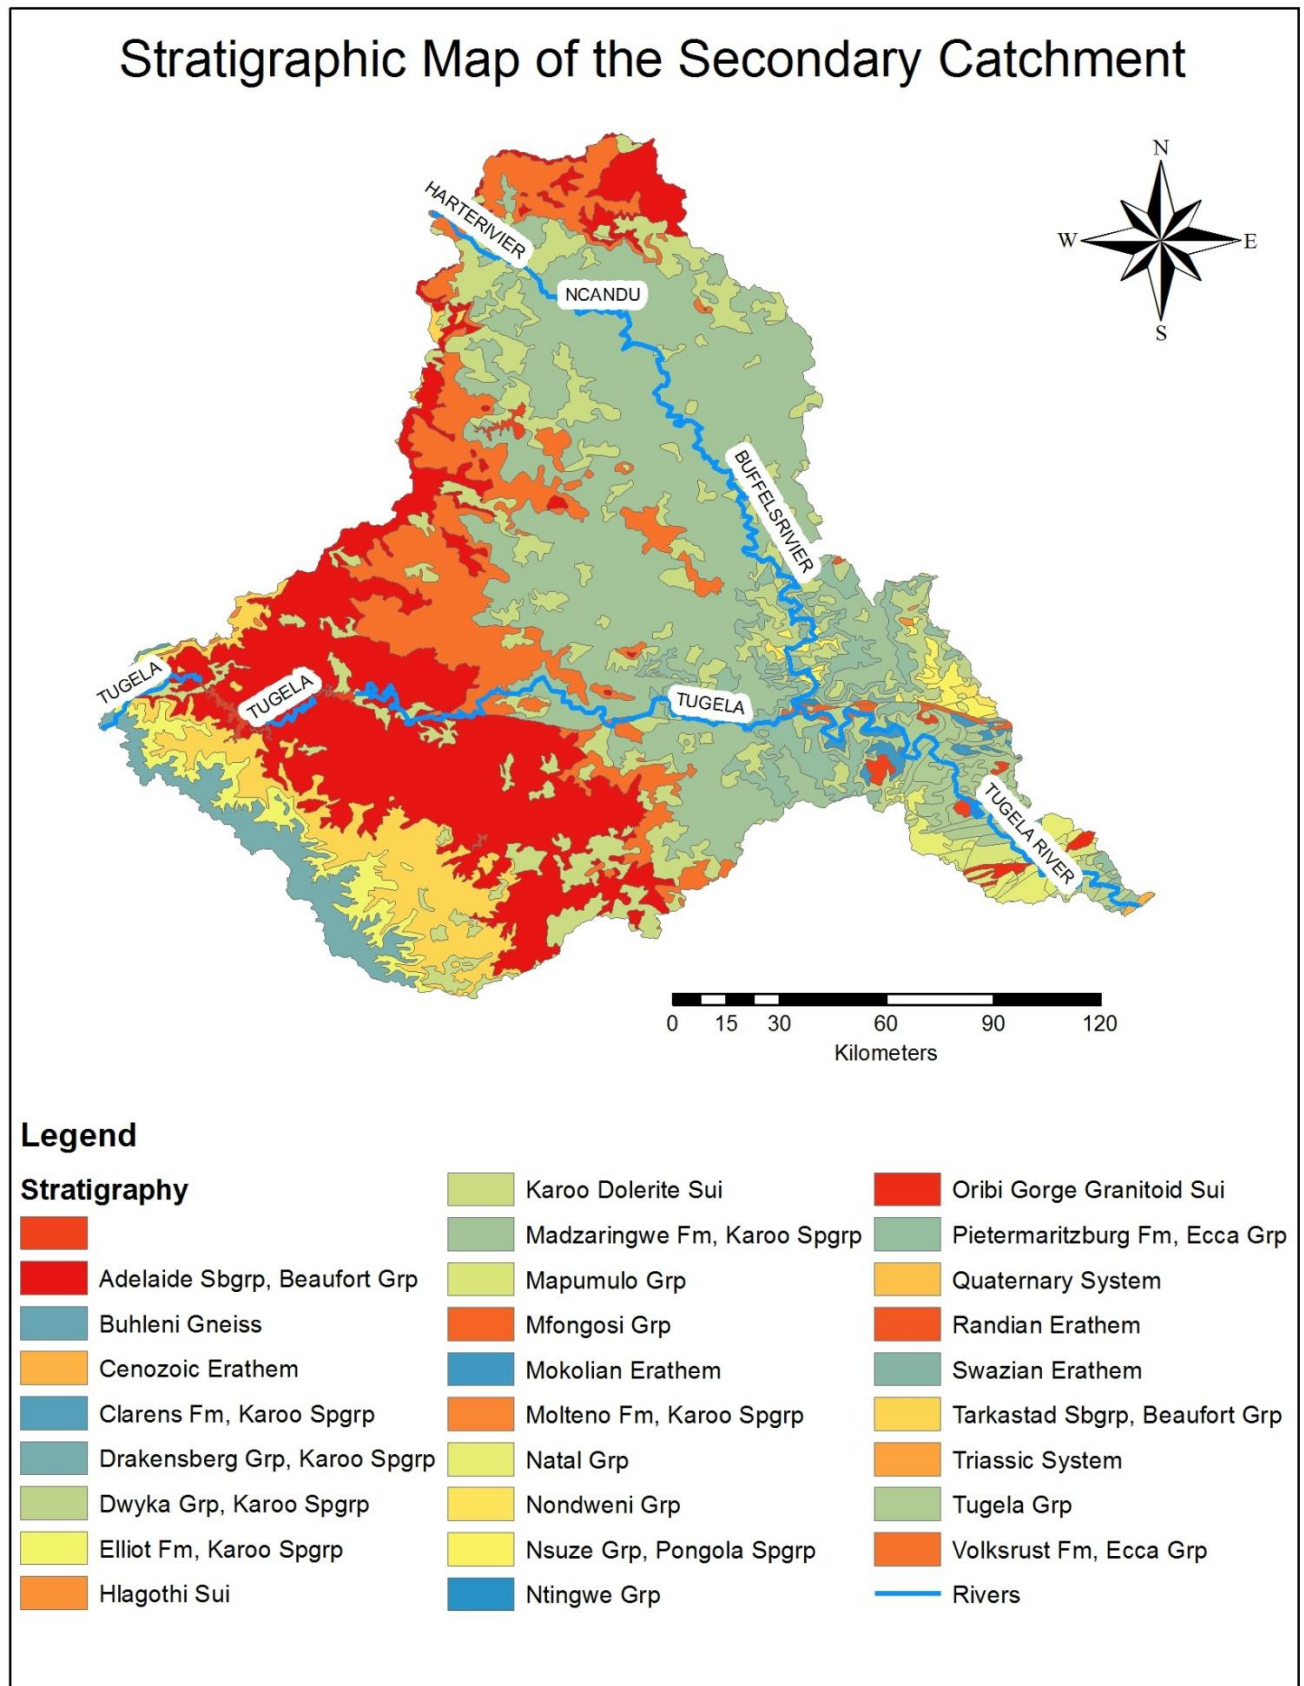 Stratigraphic Map of the Secondary Catchment
N
W
E
S
HARTERIVIER
NCANDU
BUFFELSRIVIER
TUGELA
TUGELA
TUGELA
TUGELA RIVER
0 15 30 60 90 120
Kilometers
Legend
Stratigraphy
Adelaide Sbgrp, Beaufort Grp
Buhleni Gneiss
Cenozoic Erathem
Clarens Fm, Karoo Spgrp
Drakensberg Grp, Karoo Spgrp
Dwyka Grp, Karoo Spgrp
Elliot Fm, Karoo Spgrp
Hlagothi Sui
Karoo Dolerite Sui
Madzaringwe Fm, Karoo Spgrp
Mapumulo Grp
Mfongosi Grp
Mokolian Erathem
Molteno Fm, Karoo Spgrp
Natal Grp
Nondweni Grp
Nsuze Grp, Pongola Spgrp
Ntingwe Grp
Oribi Gorge Granitoid Sui
Pietermaritzburg Fm, Ecca Grp
Quaternary System
Randian Erathem
Swazian Erathem
Tarkastad Sbgrp, Beaufort Grp
Triassic System
Tugela Grp
Volksrust Fm, Ecca Grp
Rivers